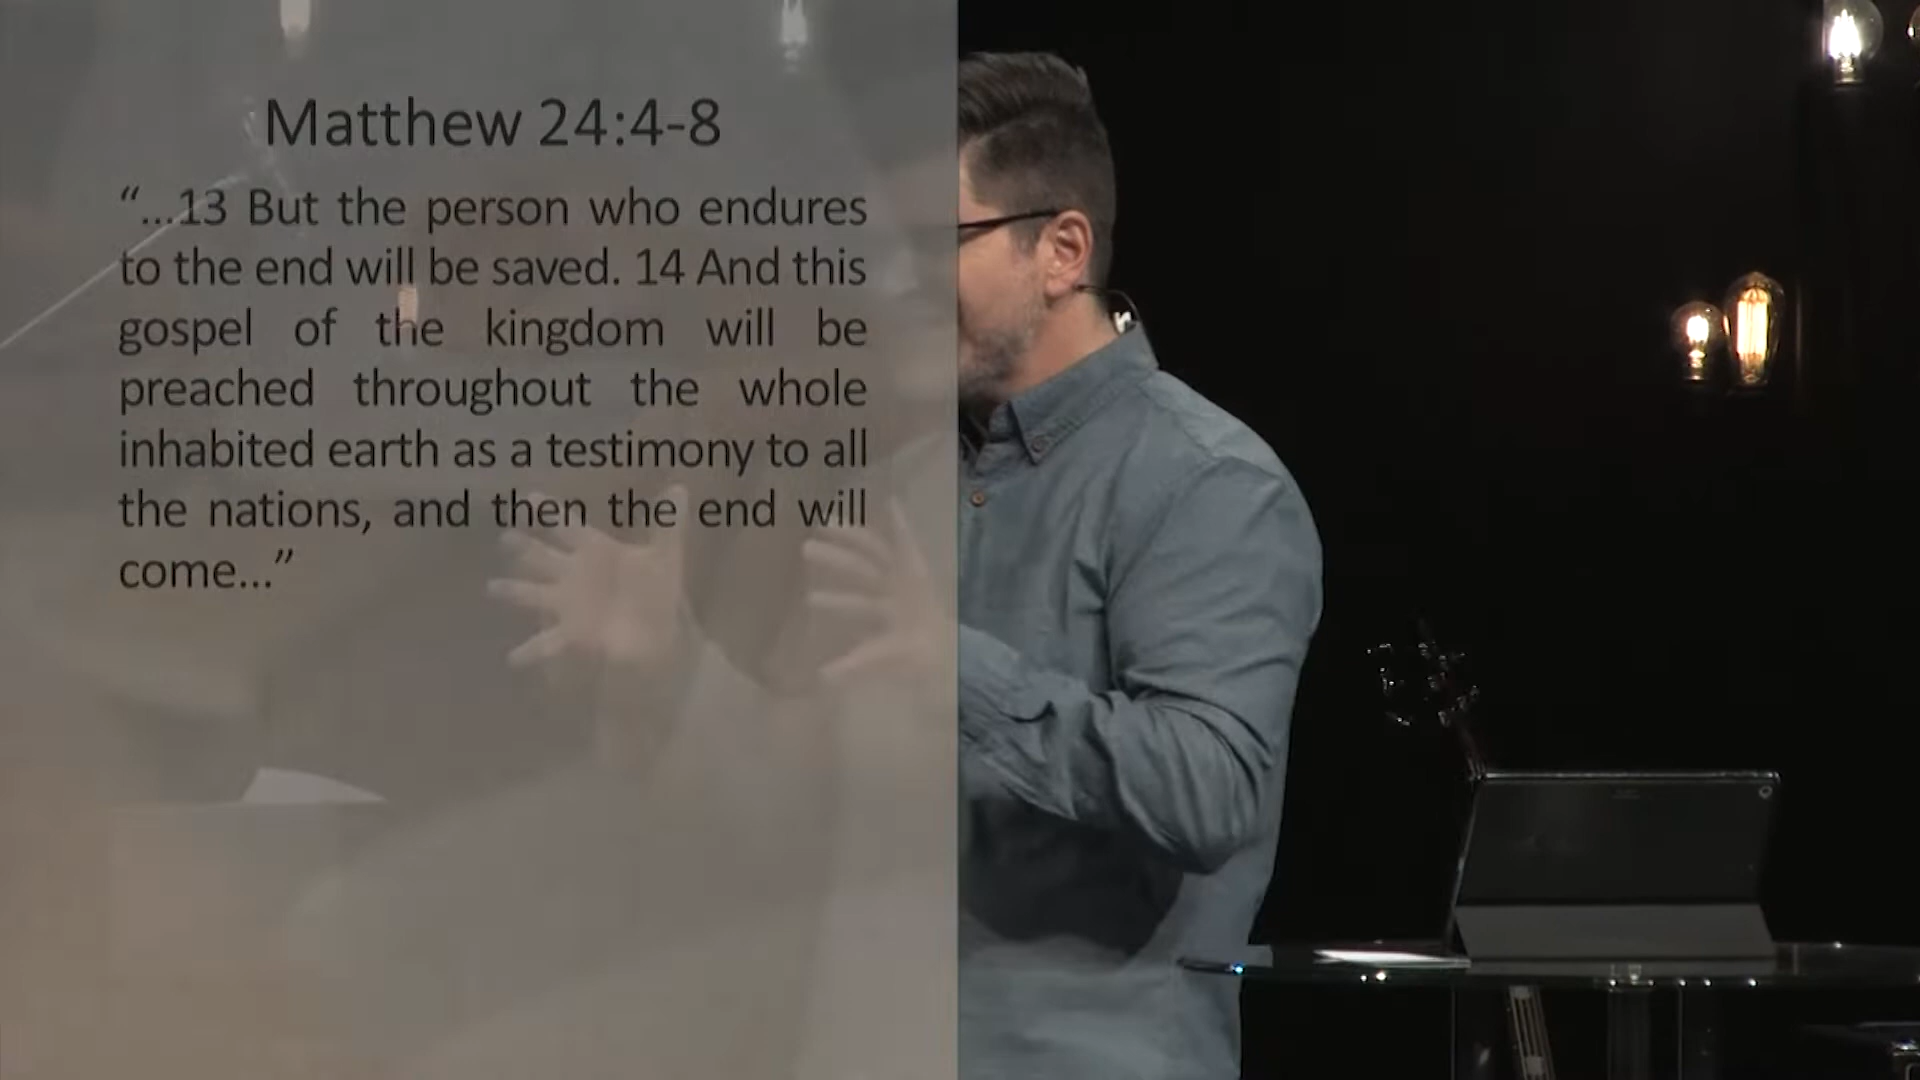 Matthew 24:4-8
“...13 But the person who endures
to the end will be saved. 14 And this
gospel of the kingdom will be
preached throughout the whole
inhabited earth as a testimony to all
the nations, and then the end will
come...”